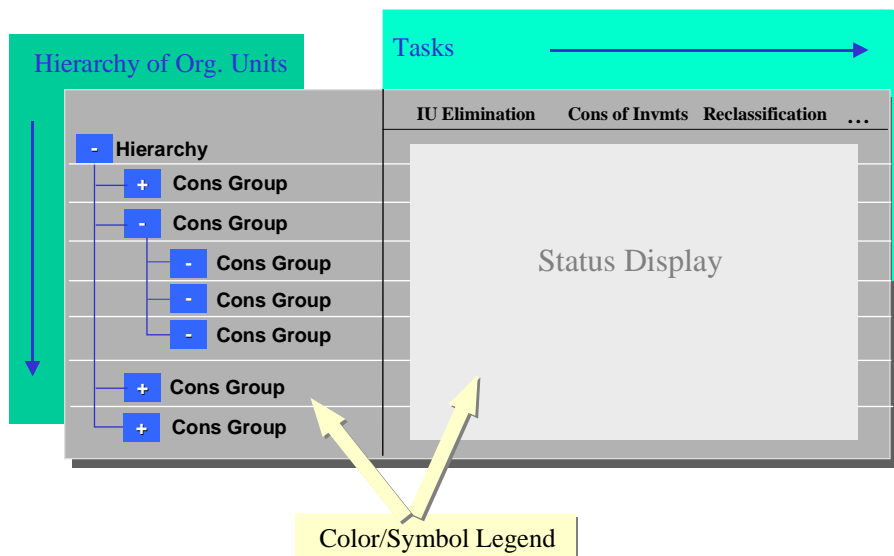 Hierarchy of Org. Units
Tasks
IU Elimination Cons of Invmts Reclassification ...
- Hierarchy
+ Cons Group
- Cons Group
- Cons Group
- Cons Group
- Cons Group
+ Cons Group
+ Cons Group
Status Display
Color/Symbol Legend